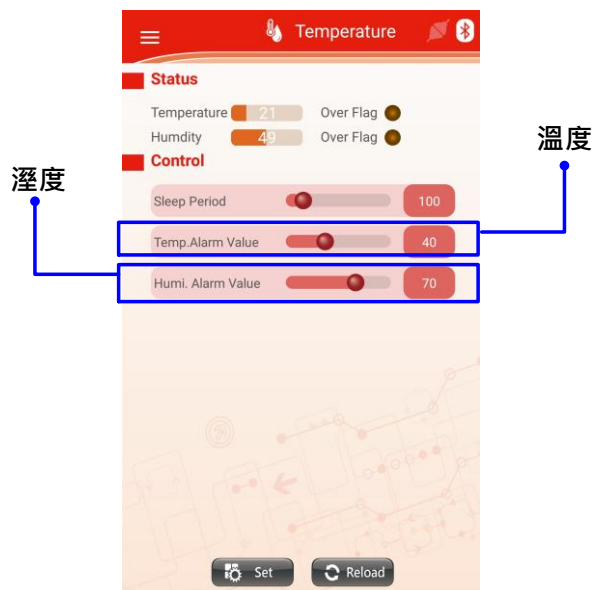 Temperature
Status
Temperature 21 Over Flag
Humdity 49 Over Flag
Control
溫度
溼度
Sleep Period 100
Temp.Alarm Value 40
Humi. Alarm Value 70
Set Reload